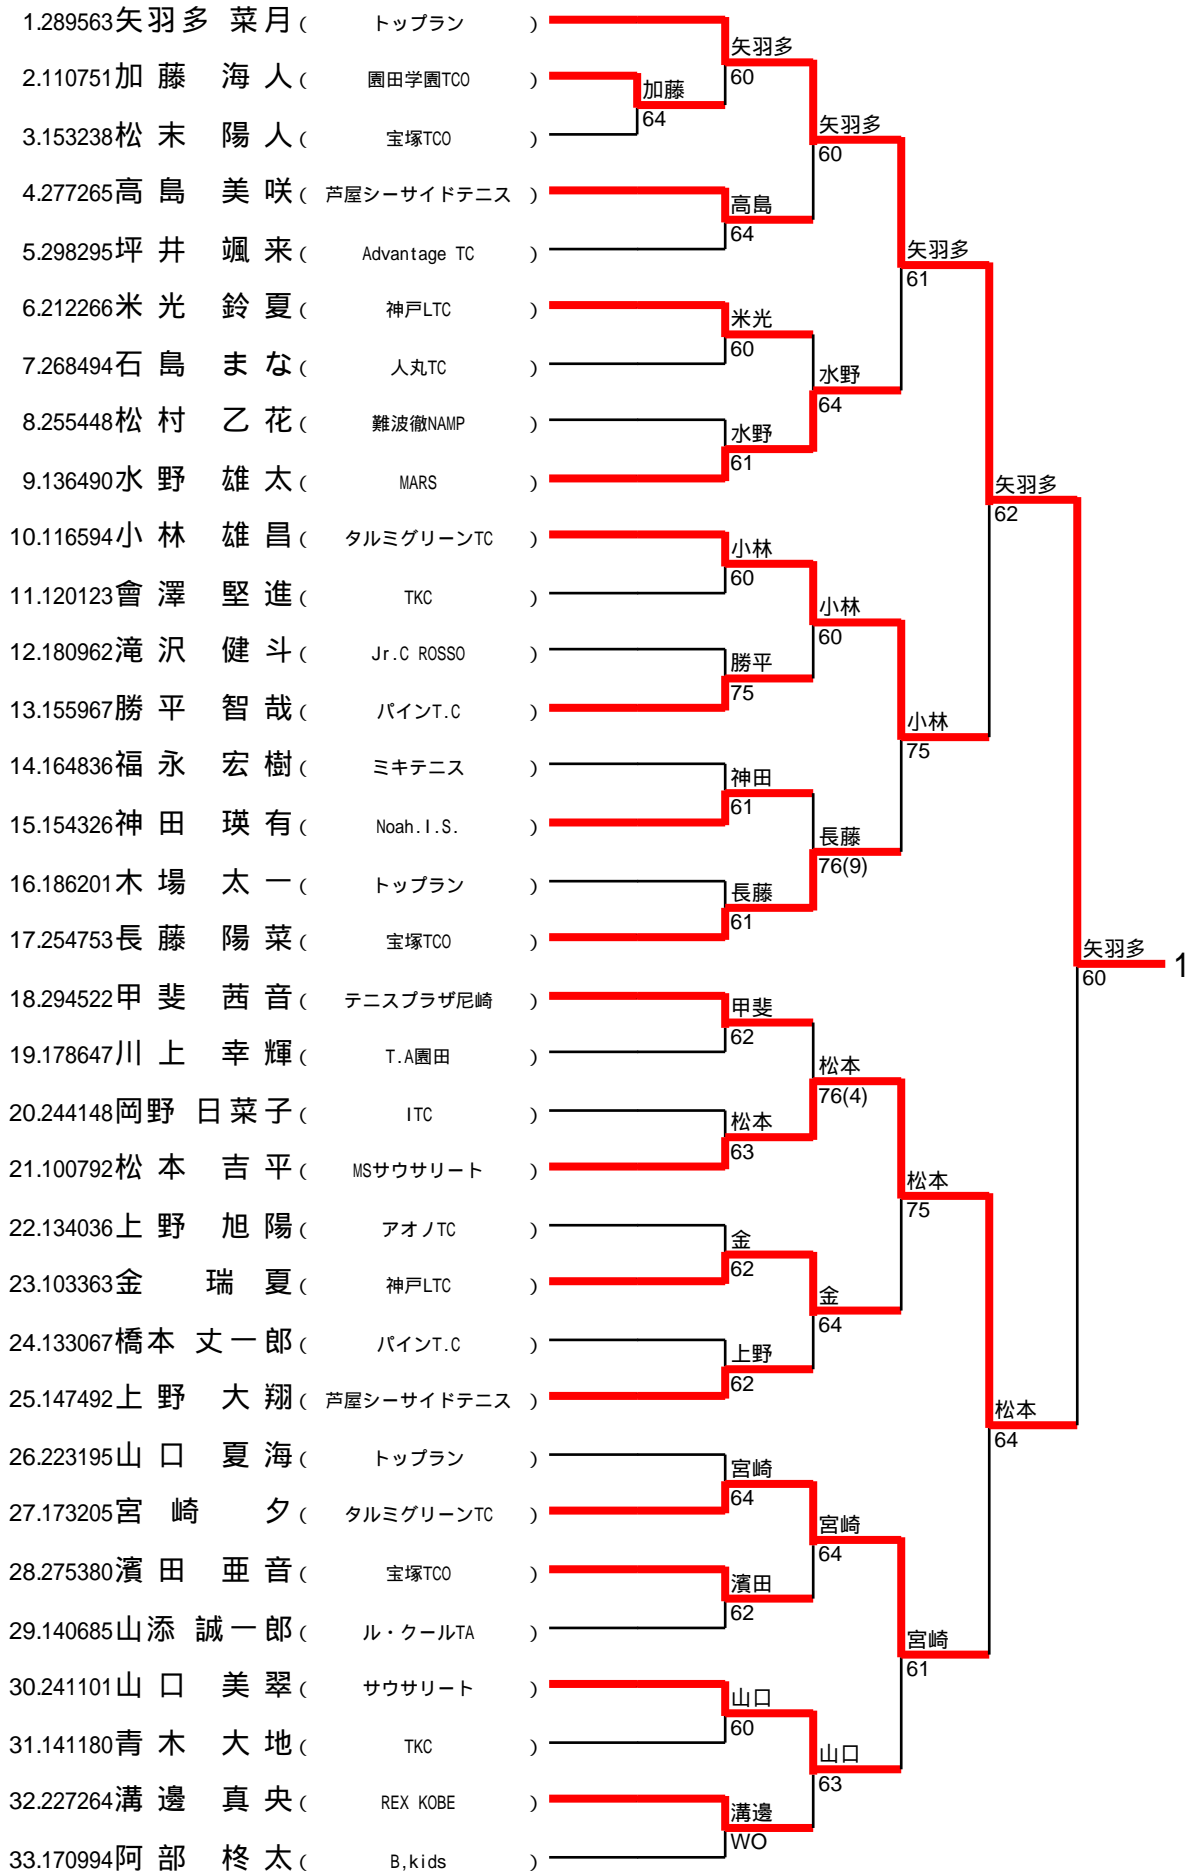 1.289563矢羽多 菜月( トップラン )
矢羽多
60
2.110751加藤 海人( 園田学園TCO )
加藤
64
3.153238松末 陽人( 宝塚TCO )
矢羽多
60
4.277265高島 美咲( 芦屋シーサイドテニス )
高島
64
5.298295坪井 颯来( Advantage TC )
矢羽多
61
6.212266米光 鈴夏( 神戸LTC )
米光
60
7.268494石島 まな( 人丸TC )
水野
64
8.255448松村 乙花( 難波徹NAMP )
水野
61
9.136490水野 雄太( MARS )
矢羽多
62
10.116594小林 雄昌( タルミグリーンTC )
小林
60
11.120123會澤 堅進( TKC )
小林
60
12.180962滝沢 健斗( Jr.C ROSSO )
勝平
75
13.155967勝平 智哉( パインT.C )
小林
75
14.164836福永 宏樹( ミキテニス )
神田
61
15.154326神田 瑛有( Noah.I.S. )
長藤
76(9)
16.186201木場 太一( トップラン )
長藤
61
17.254753長藤 陽菜( 宝塚TCO )
矢羽多
60
1
18.294522甲斐 茜音( テニスプラザ尼崎 )
甲斐
62
19.178647川上 幸輝( T.A園田 )
松本
76(4)
20.244148岡野 日菜子( ITC )
松本
63
21.100792松本 吉平( MSサウサリート )
松本
75
22.134036上野 旭陽( アオノTC )
金
62
23.103363金 瑞夏( 神戸LTC )
金
64
24.133067橋本 丈一郎( パインT.C )
上野
62
25.147492上野 大翔( 芦屋シーサイドテニス )
松本
64
26.223195山口 夏海( トップラン )
宮崎
64
27.173205宮崎 夕( タルミグリーンTC )
宮崎
64
28.275380濱田 亜音( 宝塚TCO )
濱田
62
29.140685山添 誠一郎( ル・クールTA )
宮崎
61
30.241101山口 美翠( サウサリート )
山口
60
31.141180青木 大地( TKC )
山口
63
32.227264溝邊 真央( REX KOBE )
溝邊
WO
33.170994阿部 柊太( B,kids )